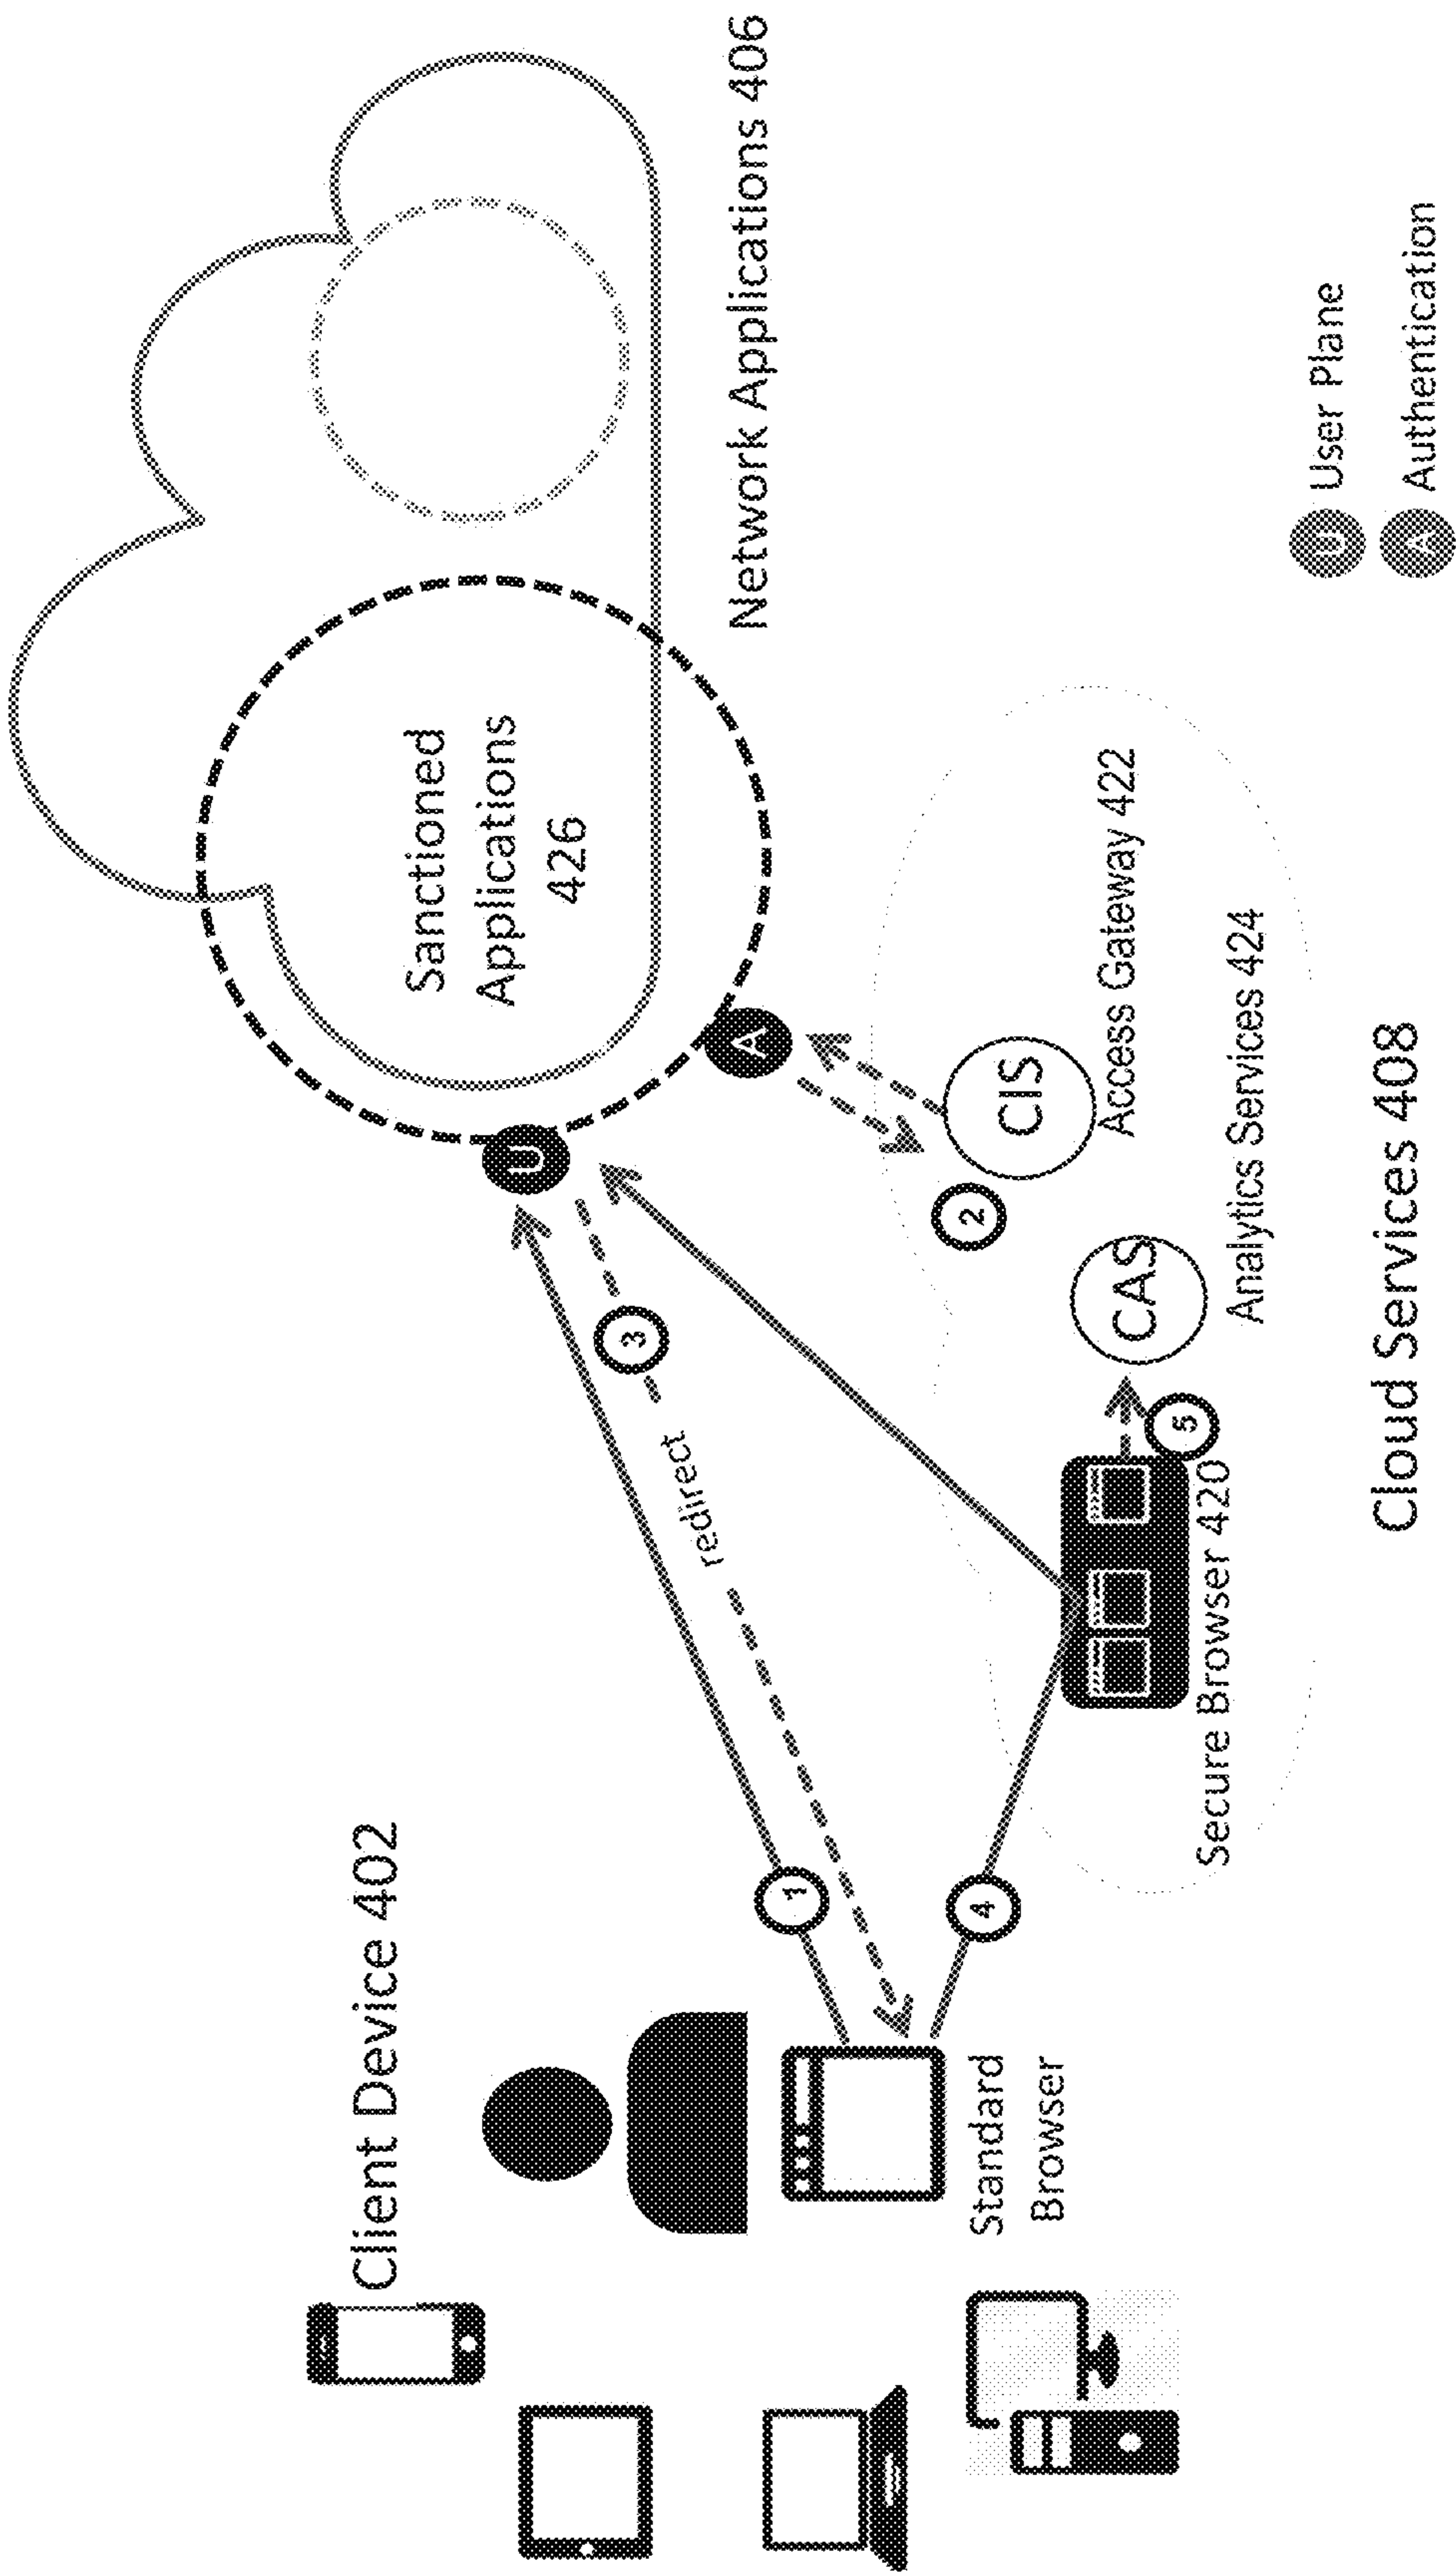 Client Device 402
Standard
Browser
1
3
redirect
4
U
A
Sanctioned
Applications
426
Network Applications 406
2
CIS
Access Gateway 422
CAS
Analytics Services 424
5
Secure Browser 420
Cloud Services 408
U User Plane
A Authentication